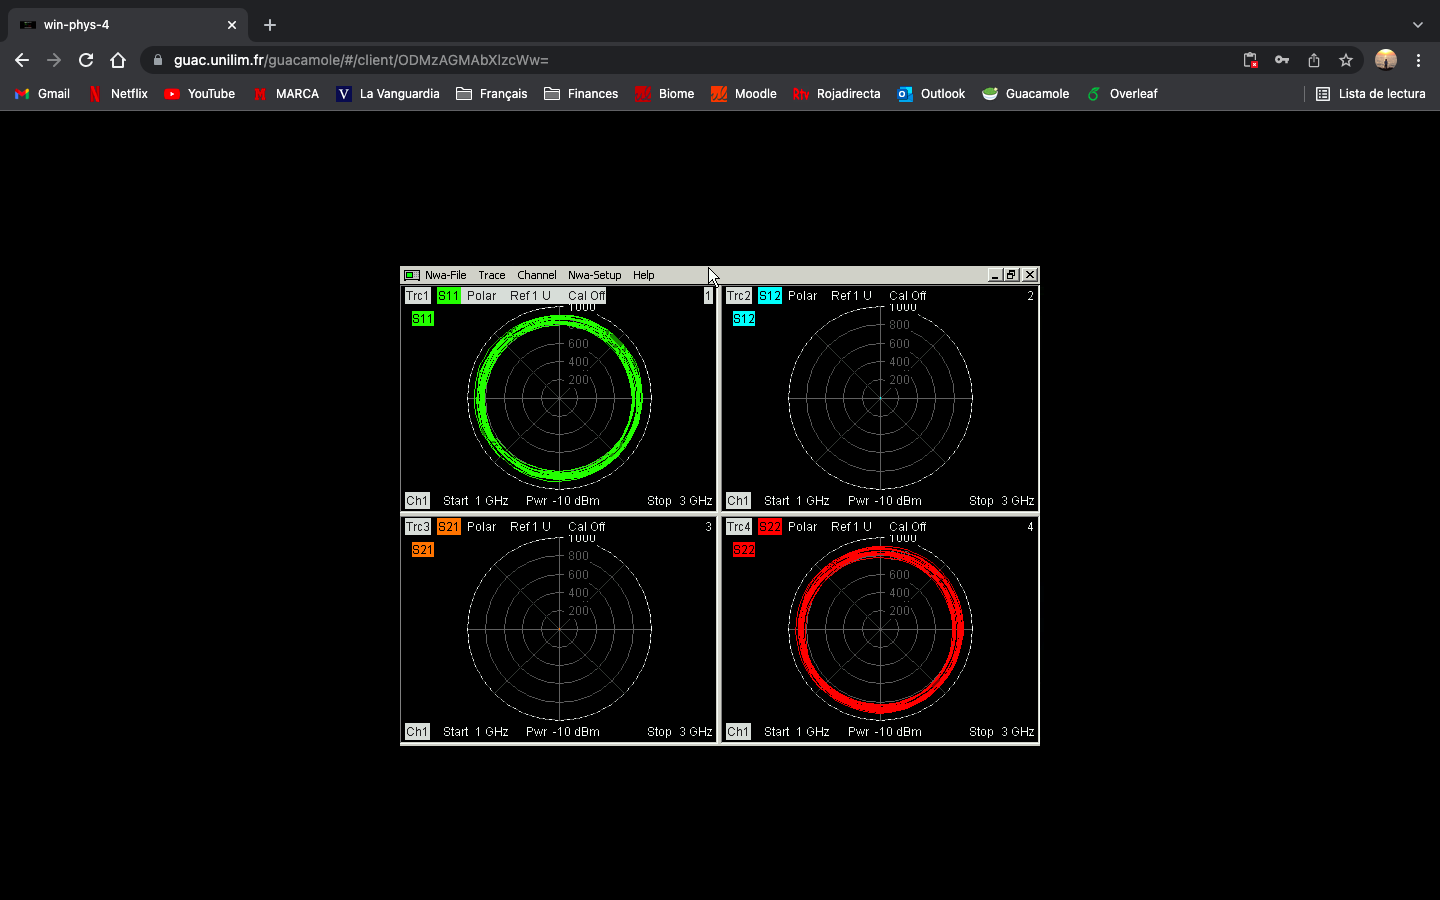 win-phys-4
guac.unilim.fr/guacamole/#/client/ODMzAGMAbXlzcWw=
Gmail Netflix YouTube MARCA La Vanguardia Français Finances Biome Moodle Rojadirecta Outlook Guacamole Overleaf Lista de lectura
Nwa-File Trace Channel Nwa-Setup Help
Trc1 S11 Polar Ref 1 U Cal Off 1
S11
1000
600
400
200
Ch1 Start 1 GHz Pwr -10 dBm Stop 3 GHz
Trc2 S12 Polar Ref 1 U Cal Off 2
S12
1000
800
600
400
200
Ch1 Start 1 GHz Pwr -10 dBm Stop 3 GHz
Trc3 S21 Polar Ref 1 U Cal Off 3
S21
1000
800
600
400
200
Ch1 Start 1 GHz Pwr -10 dBm Stop 3 GHz
Trc4 S22 Polar Ref 1 U Cal Off 4
S22
1000
600
400
200
Ch1 Start 1 GHz Pwr -10 dBm Stop 3 GHz